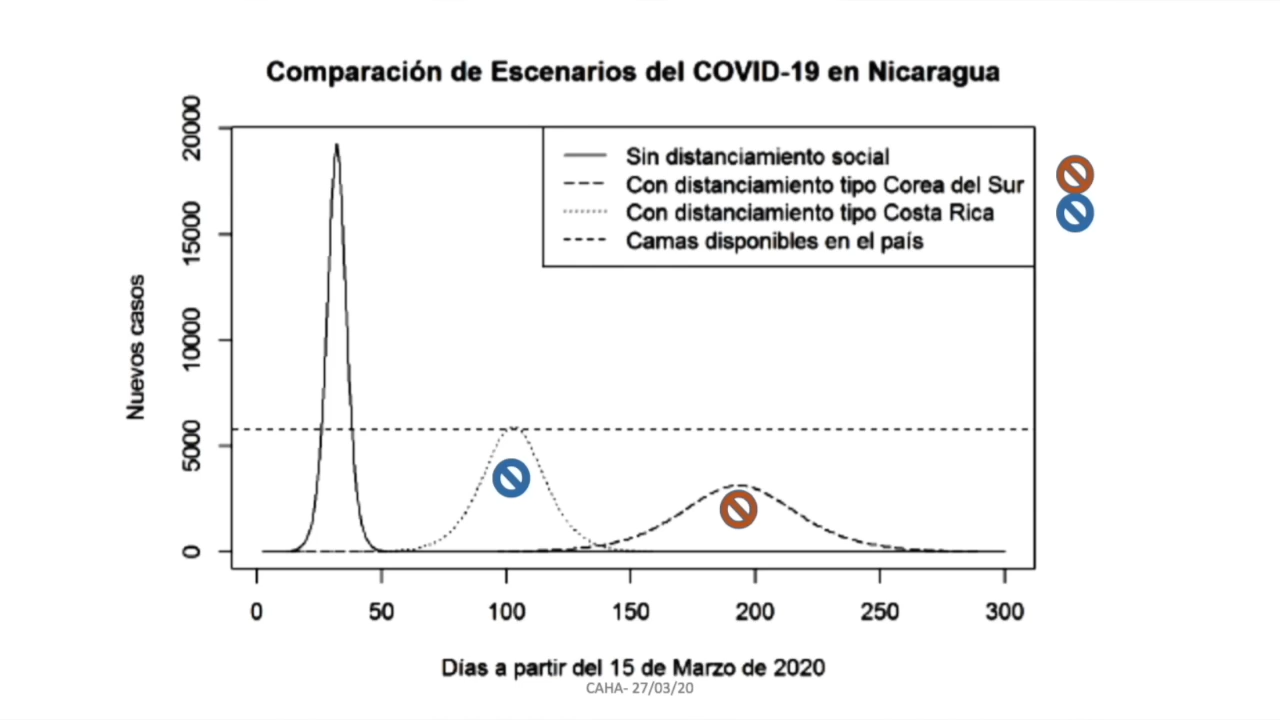 Comparación de Escenarios del COVID-19 en Nicaragua
Sin distanciamiento social
Con distanciamiento tipo Corea del Sur
Con distanciamiento tipo Costa Rica
Camas disponibles en el país
Nuevos casos
20000
15000
10000
5000
0
0 50 100 150 200 250 300
Días a partir del 15 de Marzo de 2020
CAHA- 27/03/20